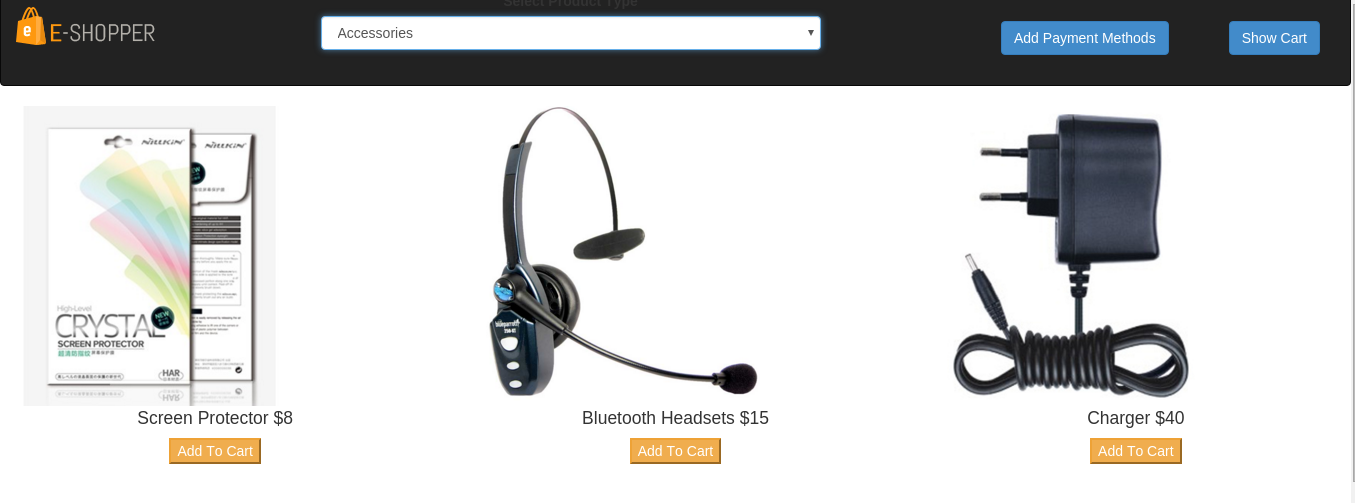 Select Product Type
E-SHOPPER
Accessories
Add Payment Methods
Show Cart
NILLKIN
NILLKIN
High-Level
CRYSTAL
NEW
SCREEN PROTECTOR
HAR
blueparrott
Screen Protector $8
Bluetooth Headsets $15
Charger $40
Add To Cart
Add To Cart
Add To Cart